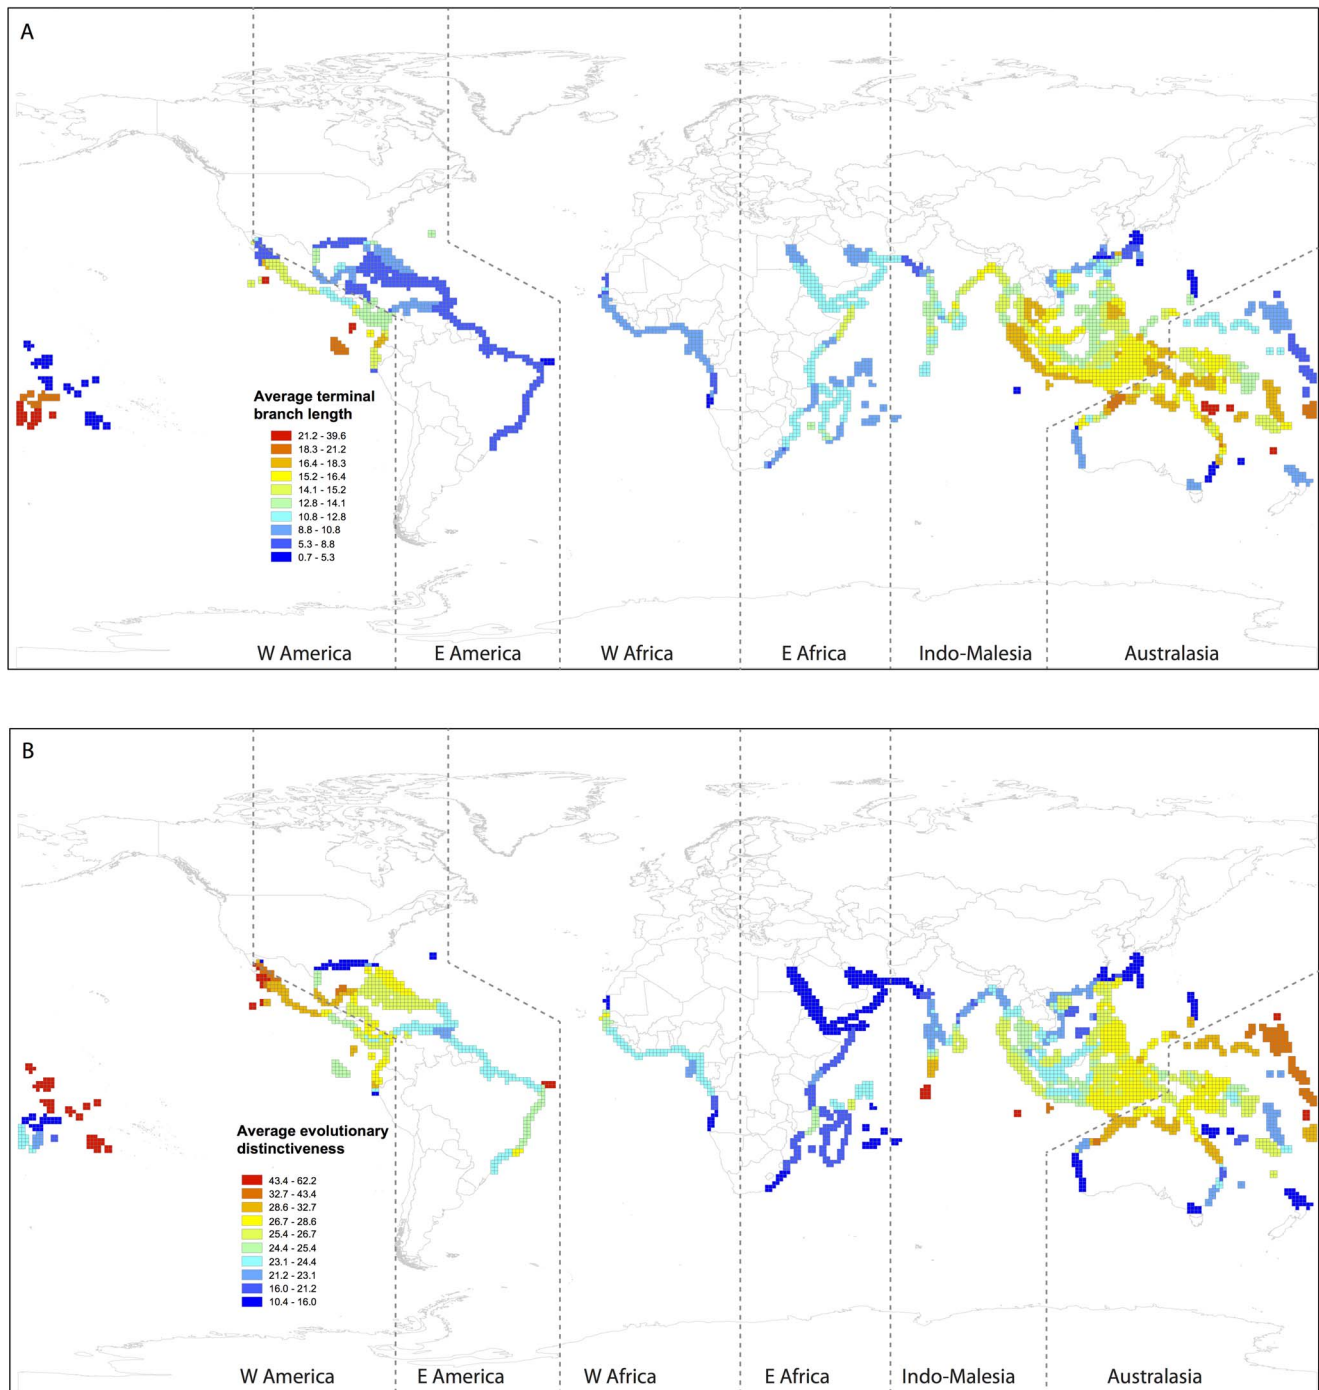 A
Average terminal
branch length
21.2 - 39.6
18.3 - 21.2
16.4 - 18.3
15.2 - 16.4
14.1 - 15.2
12.8 - 14.1
10.8 - 12.8
8.8 - 10.8
5.3 - 8.8
0.7 - 5.3
W America E America W Africa E Africa Indo-Malesia Australasia
B
Average evolutionary
distinctiveness
43.4 - 62.2
32.7 - 43.4
28.6 - 32.7
26.7 - 28.6
25.4 - 26.7
24.4 - 25.4
23.1 - 24.4
21.2 - 23.1
16.0 - 21.2
10.4 - 16.0
W America E America W Africa E Africa Indo-Malesia Australasia